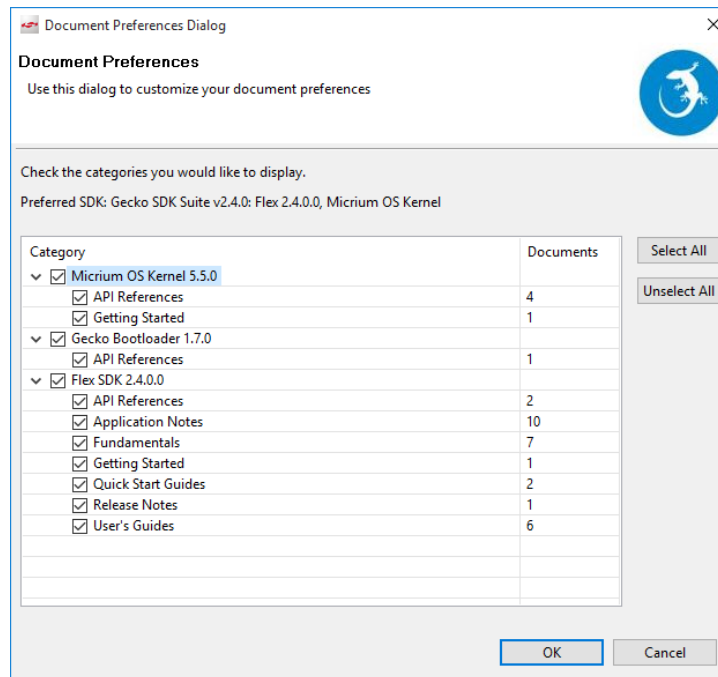 Document Preferences Dialog
Document Preferences
Use this dialog to customize your document preferences
Check the categories you would like to display.
Preferred SDK: Gecko SDK Suite v2.4.0: Flex 2.4.0.0, Micrium OS Kernel
Category Documents
Micrium OS Kernel 5.5.0
API References 4
Getting Started 1
Gecko Bootloader 1.7.0
API References 1
Flex SDK 2.4.0.0
API References 2
Application Notes 10
Fundamentals 7
Getting Started 1
Quick Start Guides 2
Release Notes 1
User's Guides 6
Select All
Unselect All
OK Cancel